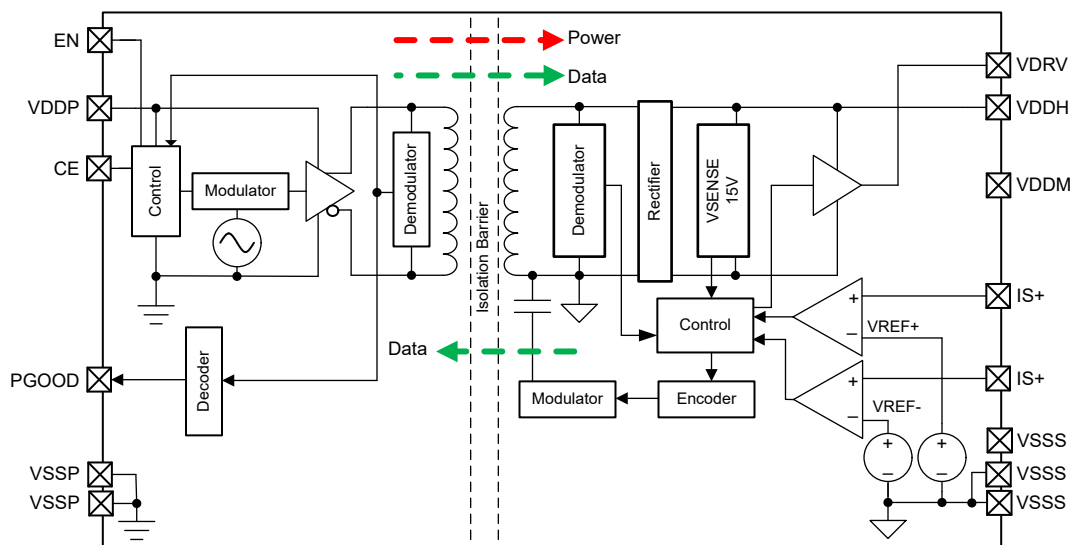 EN
VDDP
CE
PGOOD
VSSP
VSSP
Control
Modulator
Demodulator
Decoder
Power
Data
Data
Isolation Barrier
Demodulator
Rectifier
VSENSE
15V
Control
Modulator
Encoder
+
−
VREF+
+
−
VREF-
+
−
+
−
VDRV
VDDH
VDDM
IS+
IS+
VSSS
VSSS
VSSS